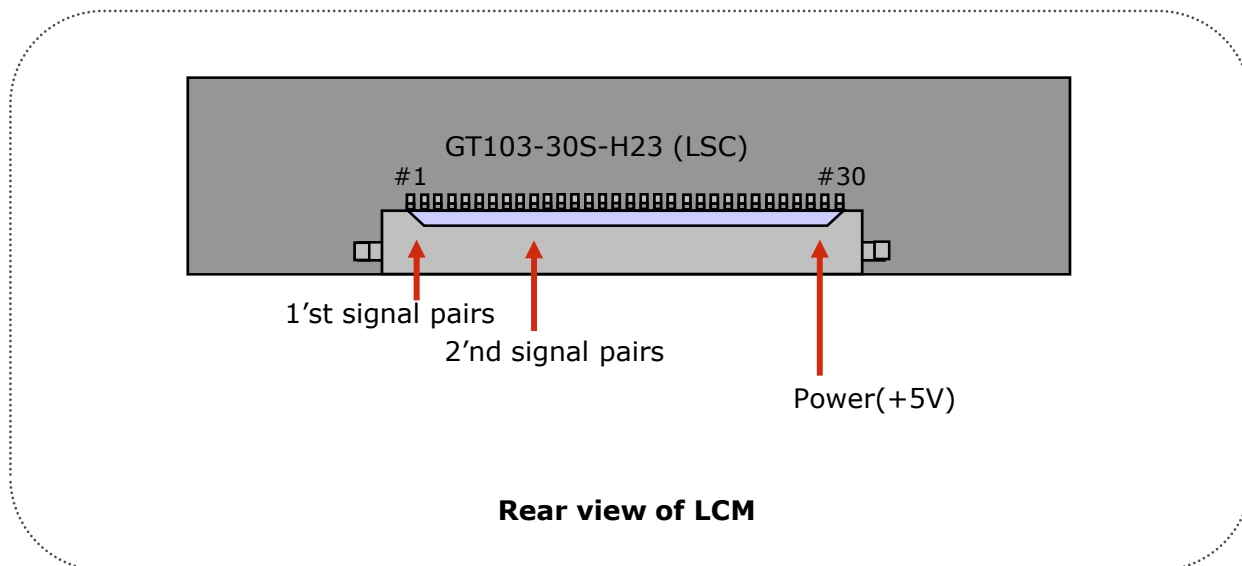 GT103-30S-H23 (LSC)
#1 #30
1’st signal pairs
2’nd signal pairs
Power(+5V)
Rear view of LCM